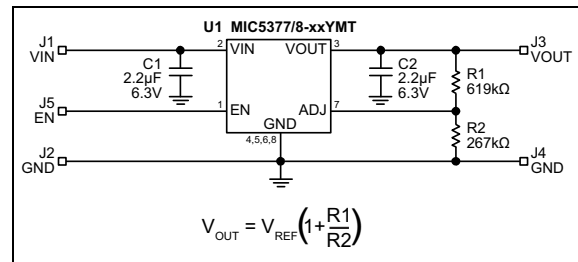 U1 MIC5377/8-xxYMT
J1
VIN
2
VIN
VOUT
3
J3
VOUT
C1
2.2µF
6.3V
C2
2.2µF
6.3V
R1
619kΩ
J5
EN
1
EN
ADJ
7
GND
4,5,6,8
R2
267kΩ
J2
GND
J4
GND
V_OUT = V_REF(1+R1/R2)